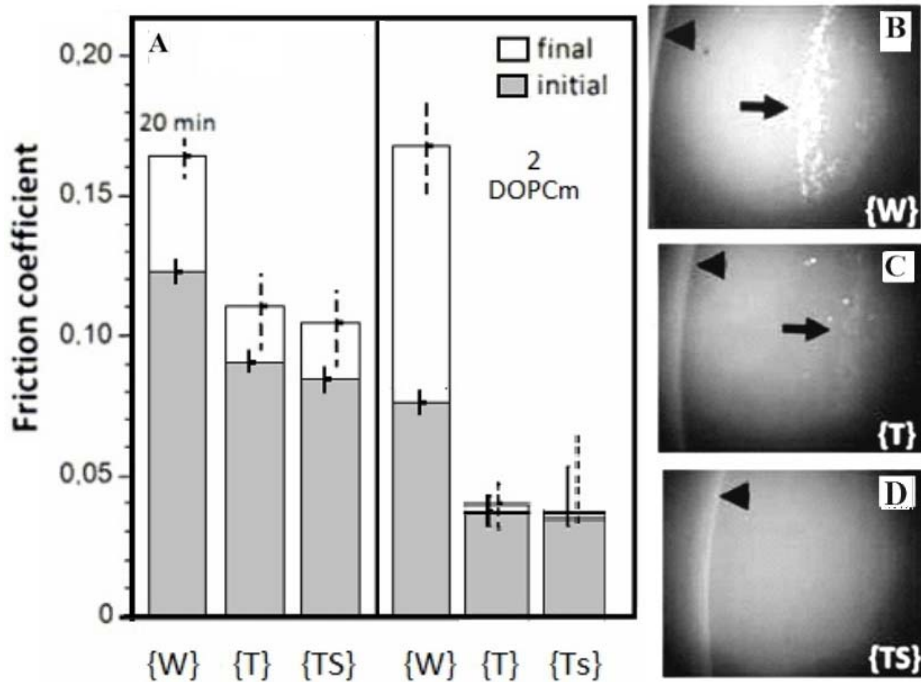 A
0,20
0.15
0.10
0.05
0
Friction coefficient
final
initial
20 min
2
DOPCm
{W}
{T}
{TS}
{W}
{T}
{Ts}
B
{W}
C
{T}
D
{TS}